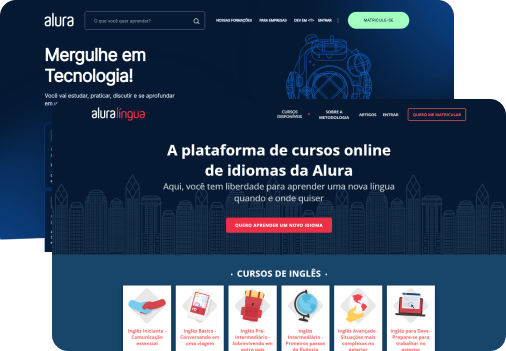 alura
O que você quer aprender?
NOSSAS FORMAÇÕES
PARA EMPRESAS
DEV EM <T>
ENTRAR
MATRICULE-SE
Mergulhe em
Tecnologia!
Você vai estudar, praticar, discutir e se aprofundar
em
aluralíngua
CURSOS
DISPONÍVEIS
SOBRE A
METODOLOGIA
ARTIGOS
ENTRAR
QUERO ME MATRICULAR
A plataforma de cursos online
de idiomas da Alura
Aqui, você tem liberdade para aprender uma nova língua
quando e onde quiser
QUERO APRENDER UM NOVO IDIOMA
• CURSOS DE INGLÊS •
Inglês Iniciante -
Comunicação
essencial
Inglês Básico -
Conversando em
uma viagem
Inglês Pré-
intermediário -
Sobrevivendo em
outro país
Inglês
Intermediário -
Primeiros passos
da fluência
Inglês Avançado -
Situações mais
complexas no
exterior
Inglês para Devs -
Prepare-se para
trabalhar no
exterior